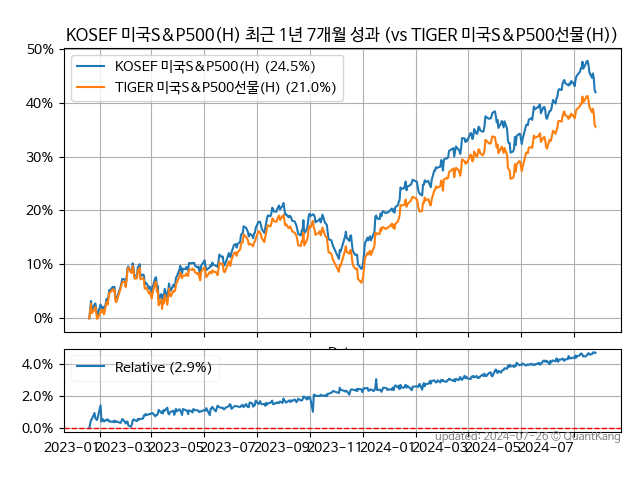 KOSEF 미국S&P500(H) 최근 1년 7개월 성과 (vs TIGER 미국S&P500선물(H))
50%
40%
30%
20%
10%
0%
KOSEF 미국S&P500(H) (24.5%)
TIGER 미국S&P500선물(H) (21.0%)
4.0%
2.0%
0.0%
Relative (2.9%)
updated: 2024-07-26 © QuantKang
2023-01 2023-03 2023-05 2023-07 2023-09 2023-11 2024-01 2024-03 2024-05 2024-07